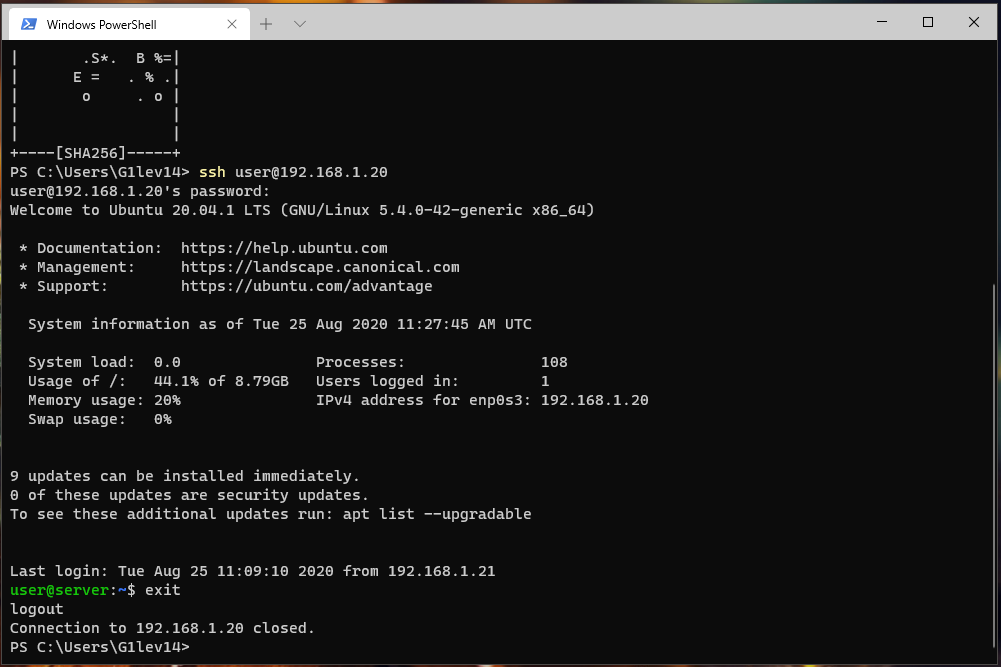 Windows PowerShell
|       .S*.  B %=|
|      E =   . % .|
|       o     . o |
|                 |
|                 |
+----[SHA256]-----+
PS C:\Users\G1lev14> ssh user@192.168.1.20
user@192.168.1.20's password:
Welcome to Ubuntu 20.04.1 LTS (GNU/Linux 5.4.0-42-generic x86_64)

 * Documentation:  https://help.ubuntu.com
 * Management:     https://landscape.canonical.com
 * Support:        https://ubuntu.com/advantage

  System information as of Tue 25 Aug 2020 11:27:45 AM UTC

  System load:  0.0               Processes:               108
  Usage of /:   44.1% of 8.79GB   Users logged in:         1
  Memory usage: 20%               IPv4 address for enp0s3: 192.168.1.20
  Swap usage:   0%


9 updates can be installed immediately.
0 of these updates are security updates.
To see these additional updates run: apt list --upgradable


Last login: Tue Aug 25 11:09:10 2020 from 192.168.1.21
user@server:~$ exit
logout
Connection to 192.168.1.20 closed.
PS C:\Users\G1lev14>